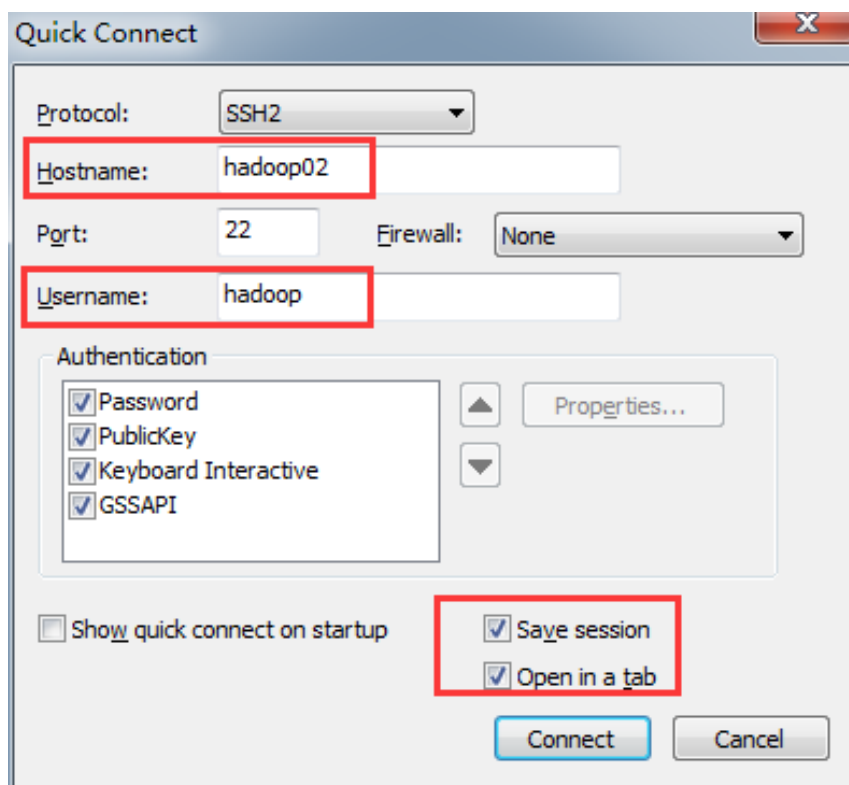 Quick Connect
Protocol: SSH2
Hostname: hadoop02
Port: 22 Firewall: None
Username: hadoop
Authentication
Password
PublicKey
Keyboard Interactive
GSSAPI
Properties...
Show quick connect on startup
Save session
Open in a tab
Connect Cancel